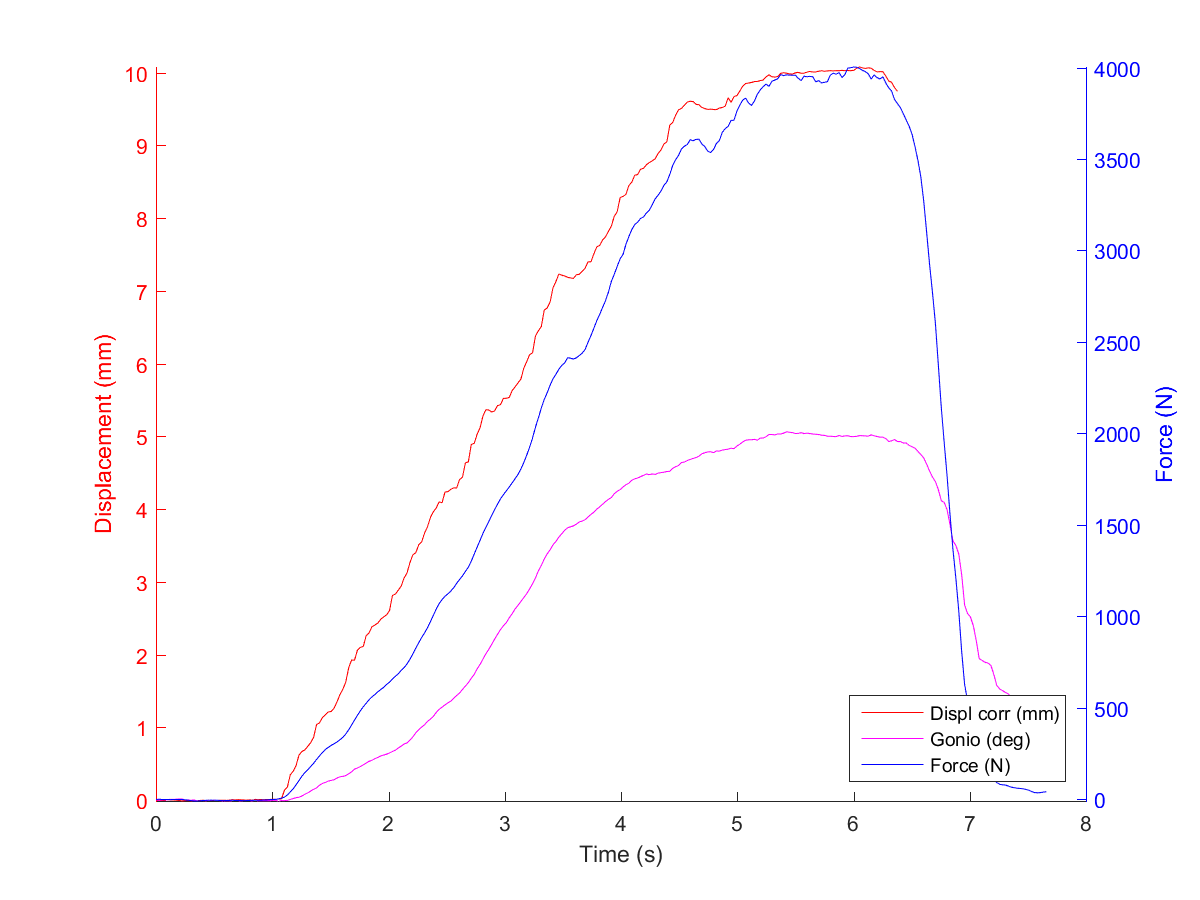 10
9
8
7
6
5
4
3
2
1
0
Displacement (mm)
4000
3500
3000
2500
2000
1500
1000
500
0
Force (N)
Displ corr (mm)
Gonio (deg)
Force (N)
0 1 2 3 4 5 6 7 8
Time (s)